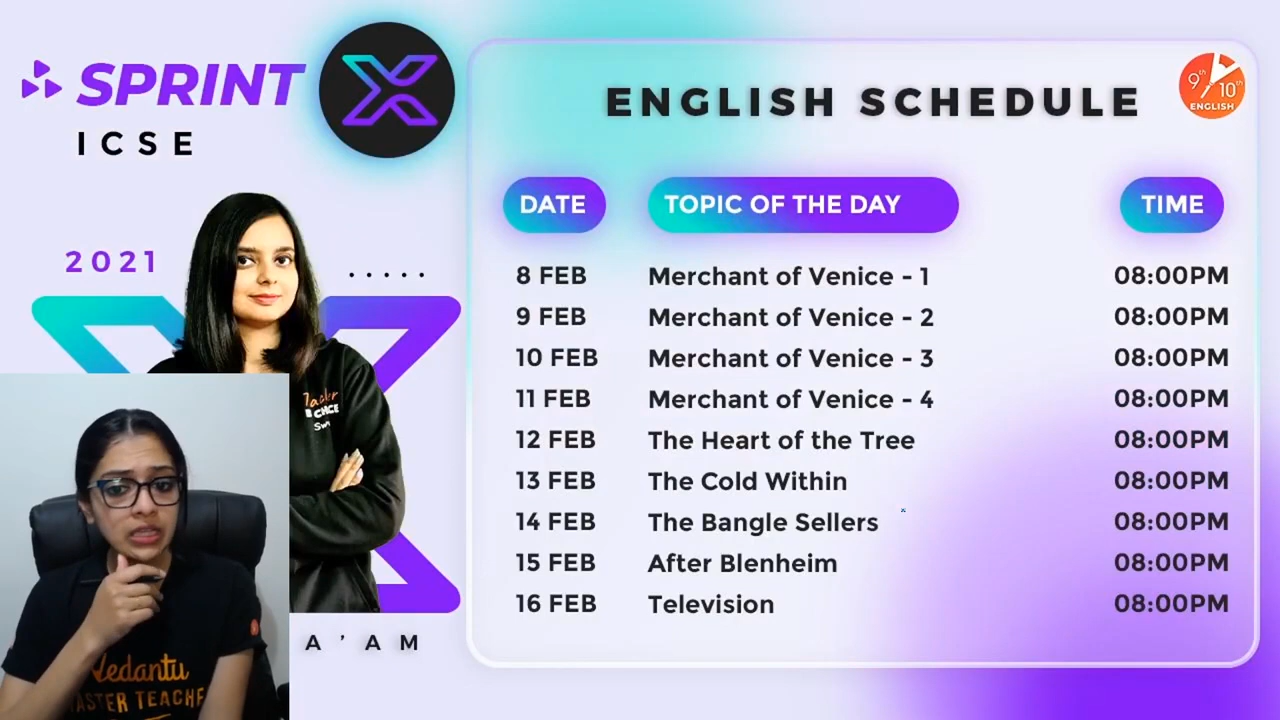 SPRINT
ICSE
2021
A'AM
ENGLISH SCHEDULE
9th 10th
ENGLISH
DATE TOPIC OF THE DAY TIME
8 FEB Merchant of Venice - 1 08:00PM
9 FEB Merchant of Venice - 2 08:00PM
10 FEB Merchant of Venice - 3 08:00PM
11 FEB Merchant of Venice - 4 08:00PM
12 FEB The Heart of the Tree 08:00PM
13 FEB The Cold Within 08:00PM
14 FEB The Bangle Sellers 08:00PM
15 FEB After Blenheim 08:00PM
16 FEB Television 08:00PM
Vedantu
MASTER TEACHE